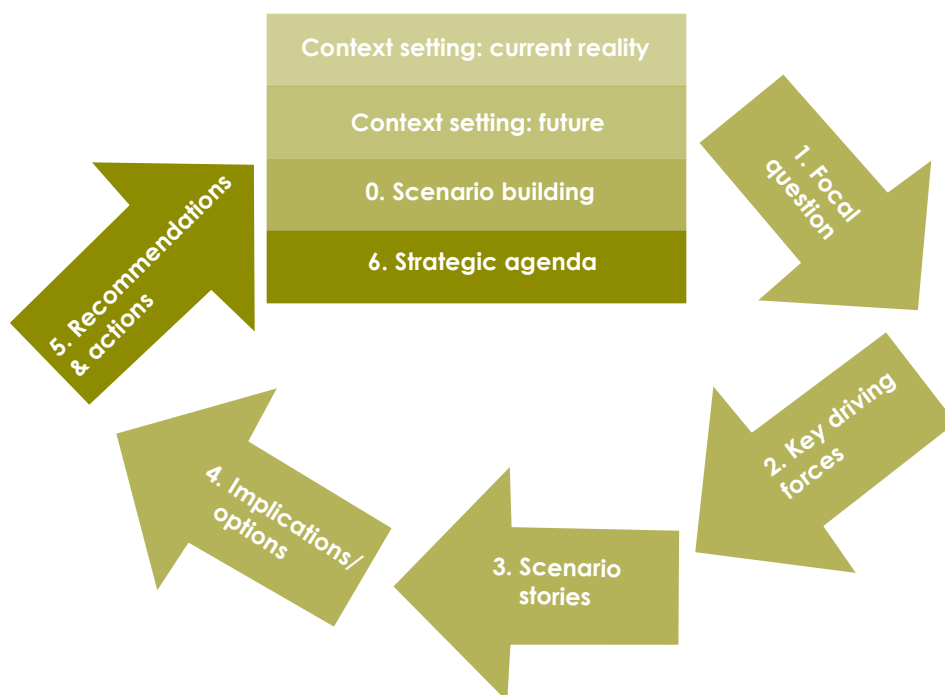 Context setting: current reality
Context setting: future
0. Scenario building
6. Strategic agenda
1. Focal
question
2. Key driving
forces
3. Scenario
stories
4. Implications/
options
5. Recommendations
& actions